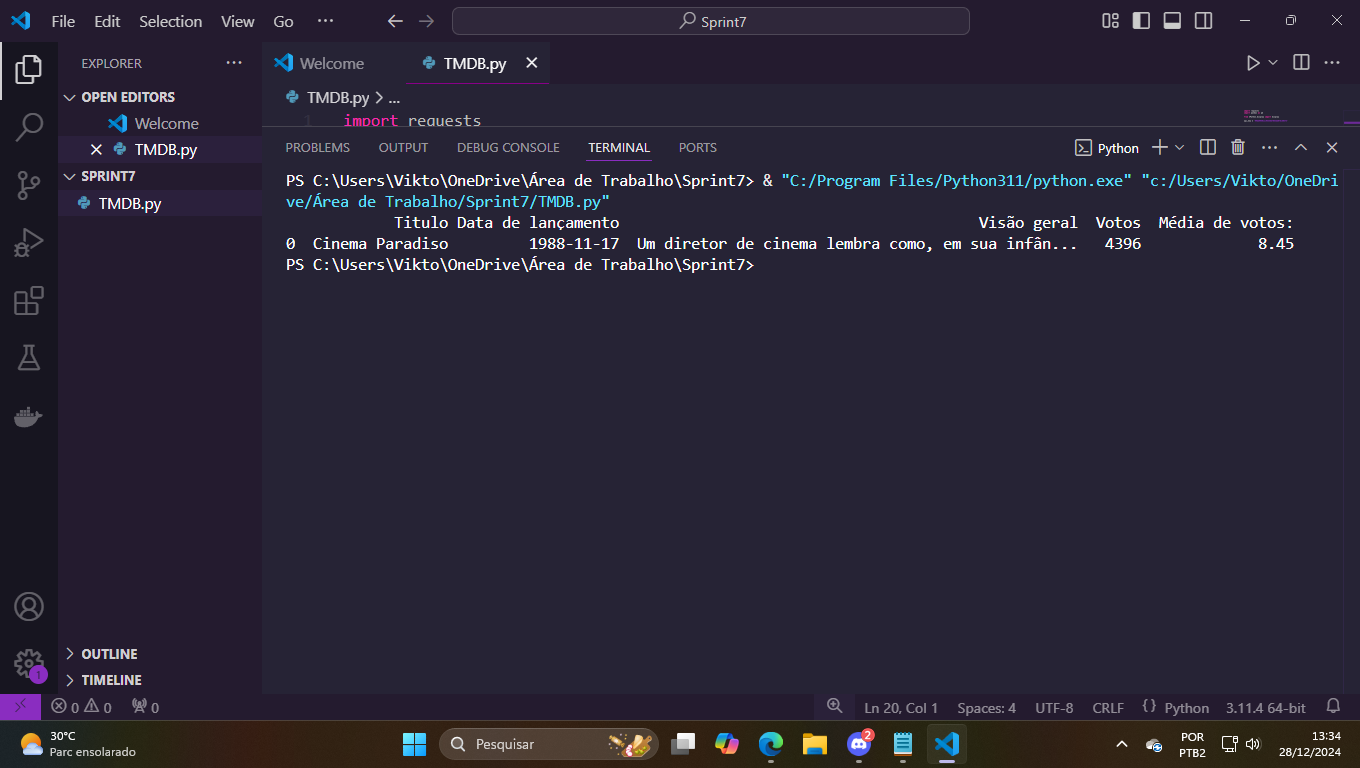 File Edit Selection View Go ... Sprint7
EXPLORER ...
Welcome TMDB.py
OPEN EDITORS
Welcome
TMDB.py
SPRINT7
TMDB.py
TMDB.py > ...
1 import requests
PROBLEMS OUTPUT DEBUG CONSOLE TERMINAL PORTS Python
PS C:\Users\Vikto\OneDrive\Área de Trabalho\Sprint7> & "C:/Program Files/Python311/python.exe" "c:/Users/Vikto/OneDri
ve/Área de Trabalho/Sprint7/TMDB.py"
Titulo Data de lançamento Visão geral Votos Média de votos:
0 Cinema Paradiso 1988-11-17 Um diretor de cinema lembra como, em sua infân... 4396 8.45
PS C:\Users\Vikto\OneDrive\Área de Trabalho\Sprint7>
OUTLINE
TIMELINE
1
0 0 0 Ln 20, Col 1 Spaces: 4 UTF-8 CRLF {} Python 3.11.4 64-bit
30°C
Parc ensolarado
Pesquisar
2
POR
PTB2
13:34
28/12/2024